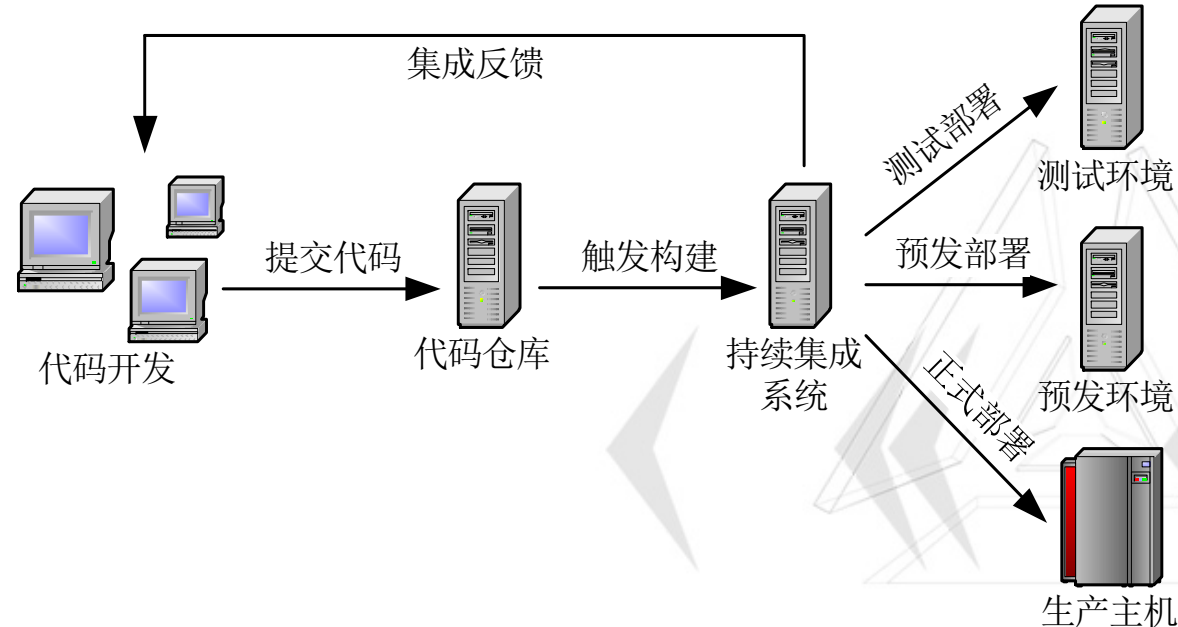 集成反馈
测试部署
测试环境
提交代码
触发构建
预发部署
代码开发
代码仓库
持续集成
系统
预发环境
正式部署
生产主机